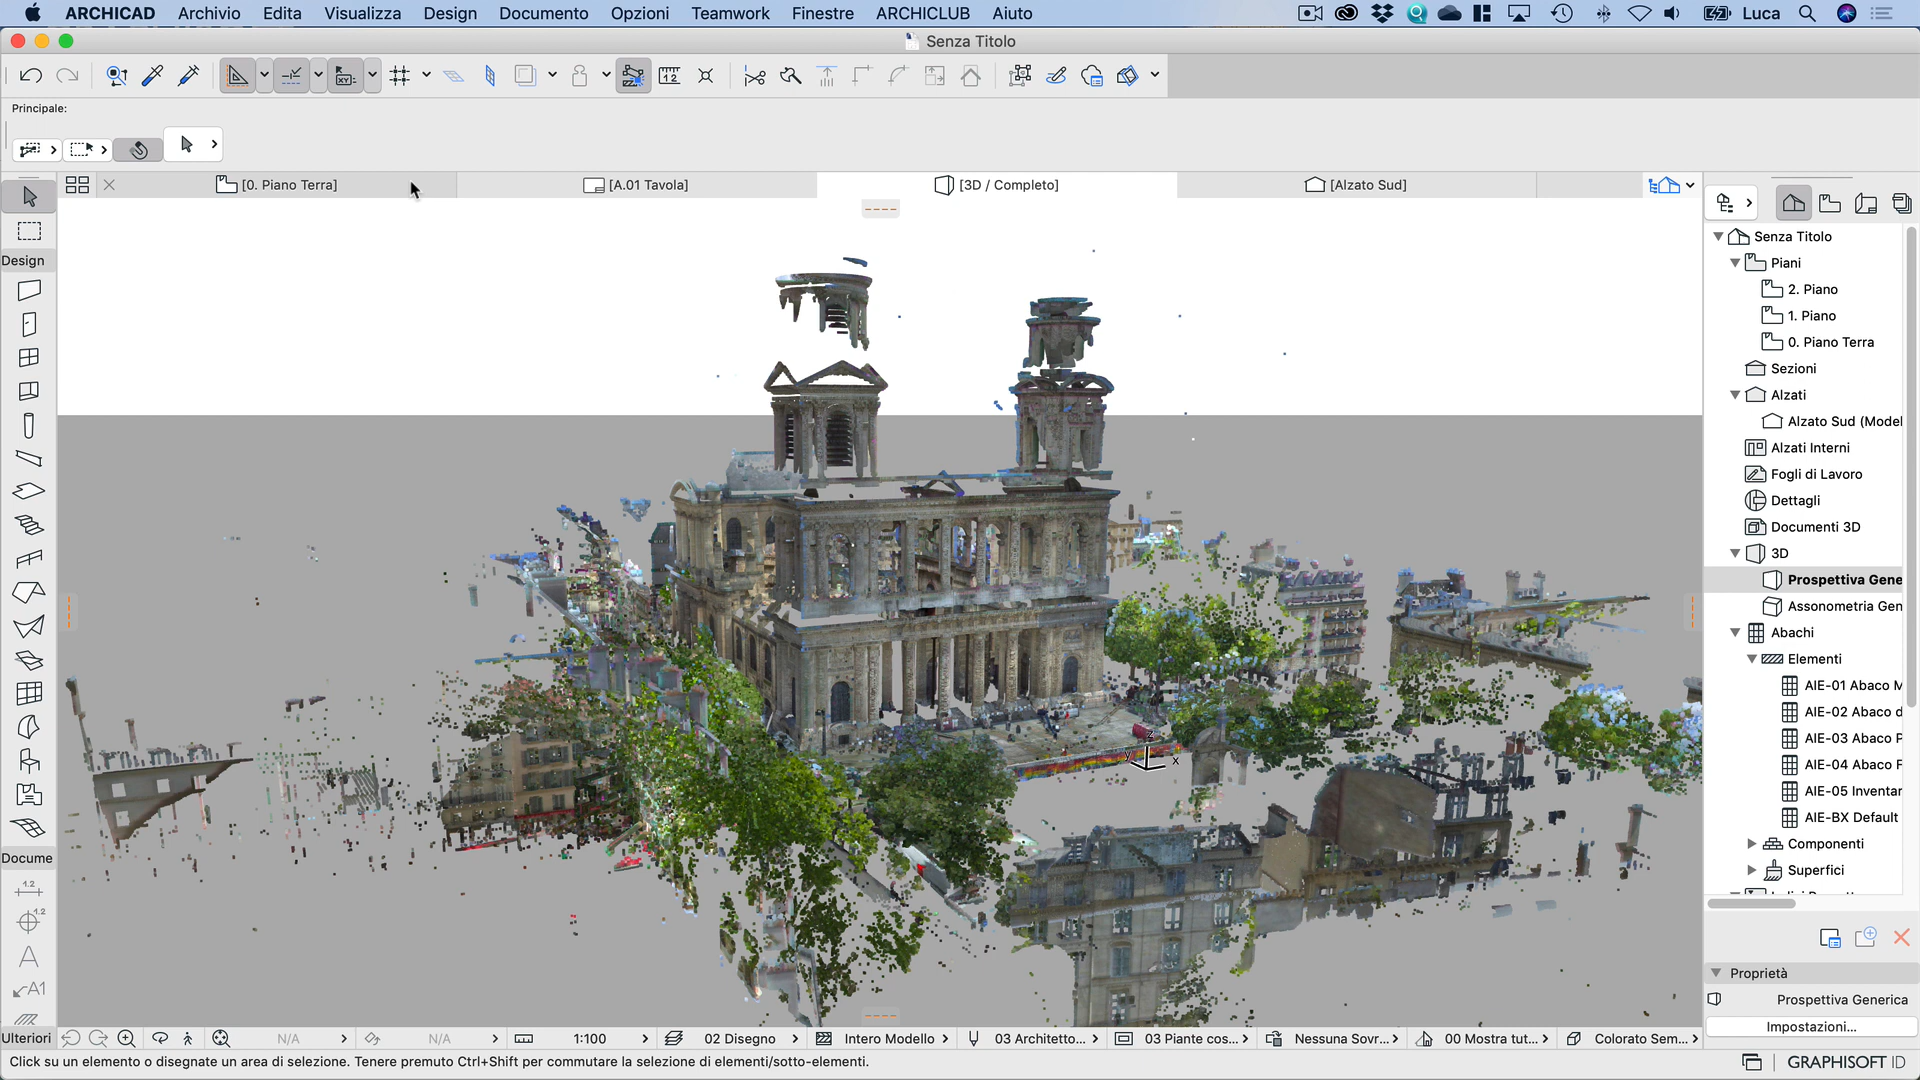 ARCHICAD Archivio Edita Visualizza Design Documento Opzioni Teamwork Finestre ARCHICLUB Aiuto Luca
Senza Titolo
Principale:
[0. Piano Terra] [A.01 Tavola] [3D / Completo] [Alzato Sud]
Design
Docume
Ulteriori
Senza Titolo
Piani
2. Piano
1. Piano
0. Piano Terra
Sezioni
Alzati
Alzato Sud (Model
Alzati Interni
Fogli di Lavoro
Dettagli
Documenti 3D
3D
Prospettiva Gene
Assonometria Gen
Abachi
Elementi
AIE-01 Abaco M
AIE-02 Abaco d
AIE-03 Abaco P
AIE-04 Abaco F
AIE-05 Inventar
AIE-BX Default
Componenti
Superfici
Proprietà
Prospettiva Generica
Impostazioni...
z
y
x
N/A N/A 1:100 02 Disegno Intero Modello 03 Architetto... 03 Piante cos... Nessuna Sovr... 00 Mostra tut... Colorato Sem...
Click su un elemento o disegnate un area di selezione. Tenere premuto Ctrl+Shift per commutare la selezione di elementi/sotto-elementi.
GRAPHISOFT ID